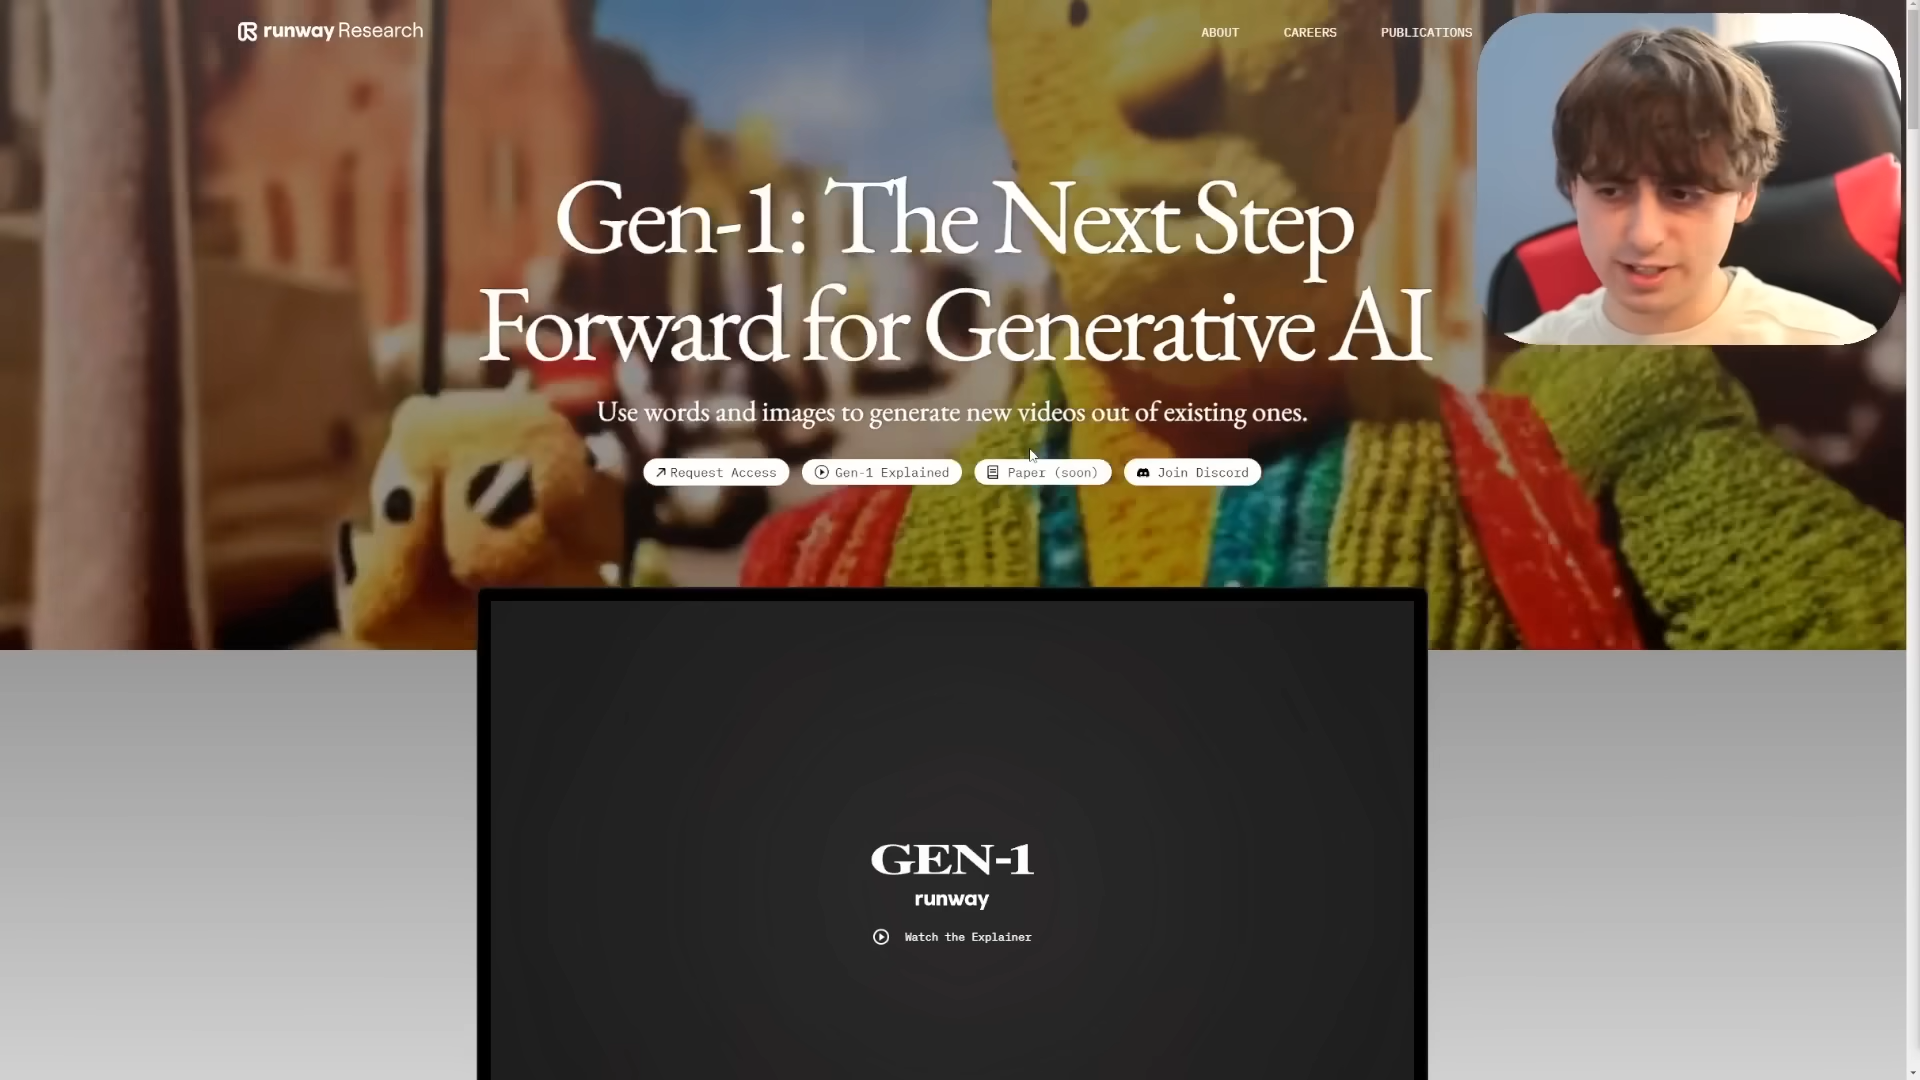 runway Research
ABOUT CAREERS PUBLICATIONS
Gen-1: The Next Step
Forward for Generative AI
Use words and images to generate new videos out of existing ones.
Request Access Gen-1 Explained Paper (soon) Join Discord
GEN-1
runway
Watch the Explainer